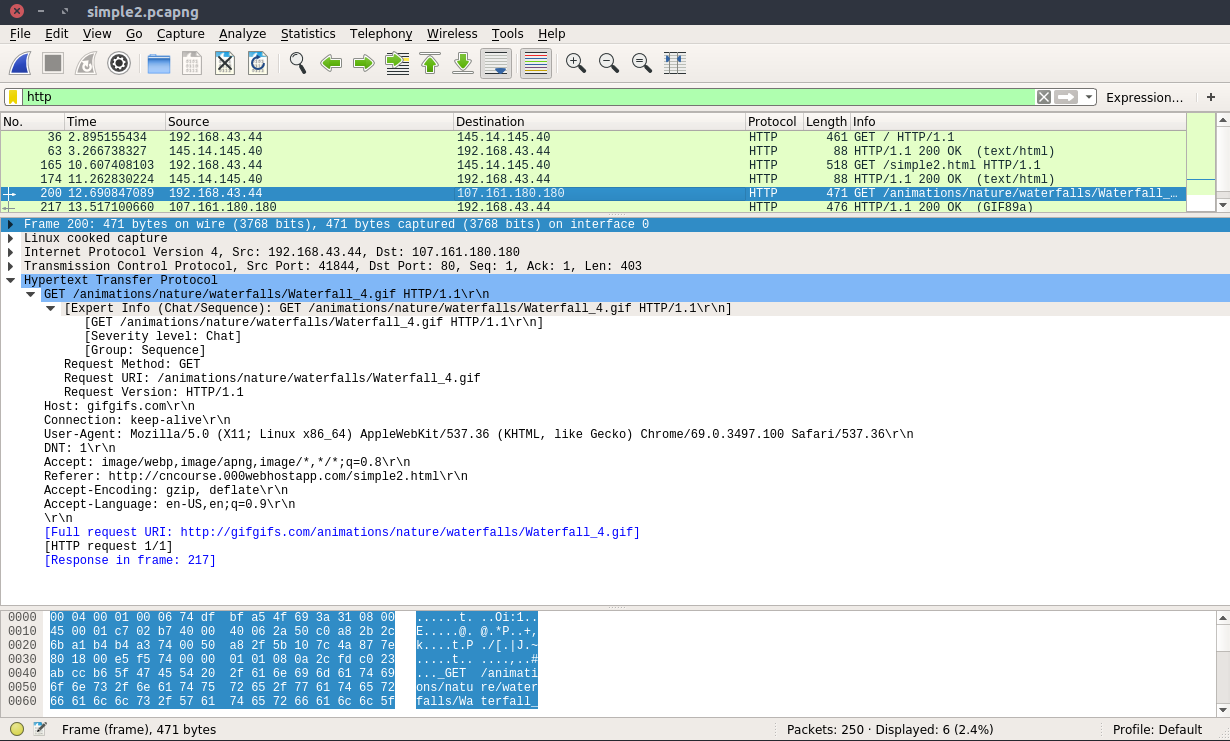 simple2.pcapng
File Edit View Go Capture Analyze Statistics Telephony Wireless Tools Help
http Expression… +
No. Time Source Destination Protocol Length Info
36 2.895155434 192.168.43.44 145.14.145.40 HTTP 461 GET / HTTP/1.1
63 3.266738327 145.14.145.40 192.168.43.44 HTTP 88 HTTP/1.1 200 OK (text/html)
165 10.607408103 192.168.43.44 145.14.145.40 HTTP 518 GET /simple2.html HTTP/1.1
174 11.262830224 145.14.145.40 192.168.43.44 HTTP 88 HTTP/1.1 200 OK (text/html)
200 12.690847089 192.168.43.44 107.161.180.180 HTTP 471 GET /animations/nature/waterfalls/Waterfall_…
217 13.517100660 107.161.180.180 192.168.43.44 HTTP 476 HTTP/1.1 200 OK (GIF89a)
Frame 200: 471 bytes on wire (3768 bits), 471 bytes captured (3768 bits) on interface 0
Linux cooked capture
Internet Protocol Version 4, Src: 192.168.43.44, Dst: 107.161.180.180
Transmission Control Protocol, Src Port: 41844, Dst Port: 80, Seq: 1, Ack: 1, Len: 403
Hypertext Transfer Protocol
GET /animations/nature/waterfalls/Waterfall_4.gif HTTP/1.1\r\n
[Expert Info (Chat/Sequence): GET /animations/nature/waterfalls/Waterfall_4.gif HTTP/1.1\r\n]
[GET /animations/nature/waterfalls/Waterfall_4.gif HTTP/1.1\r\n]
[Severity level: Chat]
[Group: Sequence]
Request Method: GET
Request URI: /animations/nature/waterfalls/Waterfall_4.gif
Request Version: HTTP/1.1
Host: gifgifs.com\r\n
Connection: keep-alive\r\n
User-Agent: Mozilla/5.0 (X11; Linux x86_64) AppleWebKit/537.36 (KHTML, like Gecko) Chrome/69.0.3497.100 Safari/537.36\r\n
DNT: 1\r\n
Accept: image/webp,image/apng,image/*,*/*;q=0.8\r\n
Referer: http://cncourse.000webhostapp.com/simple2.html\r\n
Accept-Encoding: gzip, deflate\r\n
Accept-Language: en-US,en;q=0.9\r\n
\r\n
[Full request URI: http://gifgifs.com/animations/nature/waterfalls/Waterfall_4.gif]
[HTTP request 1/1]
[Response in frame: 217]
0000 00 04 00 01 00 06 74 df bf a5 4f 69 3a 31 08 00 ......t. ..Oi:1..
0010 45 00 01 c7 02 b7 40 00 40 06 2a 50 c0 a8 2b 2c E.....@. @.*P..+,
0020 6b a1 b4 b4 a3 74 00 50 a8 2f 5b 10 7c 4a 87 7e k....t.P ./[.|J.~
0030 80 18 00 e5 f5 74 00 00 01 01 08 0a 2c fd c0 23 .....t.. ....,..#
0040 ab cc b6 5f 47 45 54 20 2f 61 6e 69 6d 61 74 69 ..._GET /animati
0050 6f 6e 73 2f 6e 61 74 75 72 65 2f 77 61 74 65 72 ons/natu re/water
0060 66 61 6c 6c 73 2f 57 61 74 65 72 66 61 6c 6c 5f falls/Wa terfall_
Frame (frame), 471 bytes Packets: 250 · Displayed: 6 (2.4%) Profile: Default